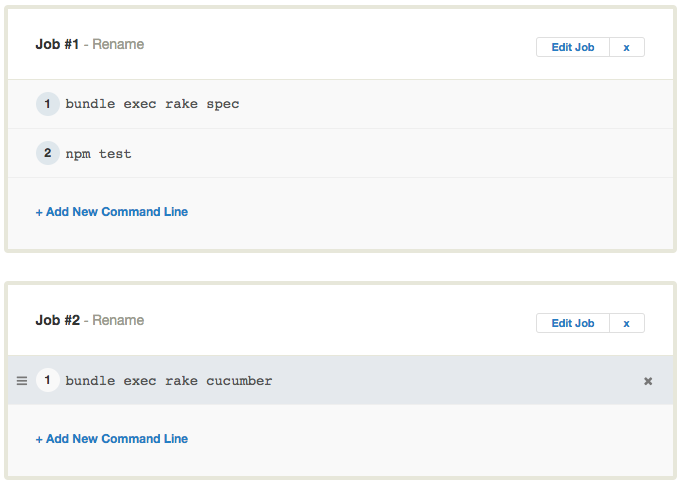 Job #1 - Rename
Edit Job x
1 bundle exec rake spec
2 npm test
+ Add New Command Line
Job #2 - Rename
Edit Job x
1 bundle exec rake cucumber
+ Add New Command Line